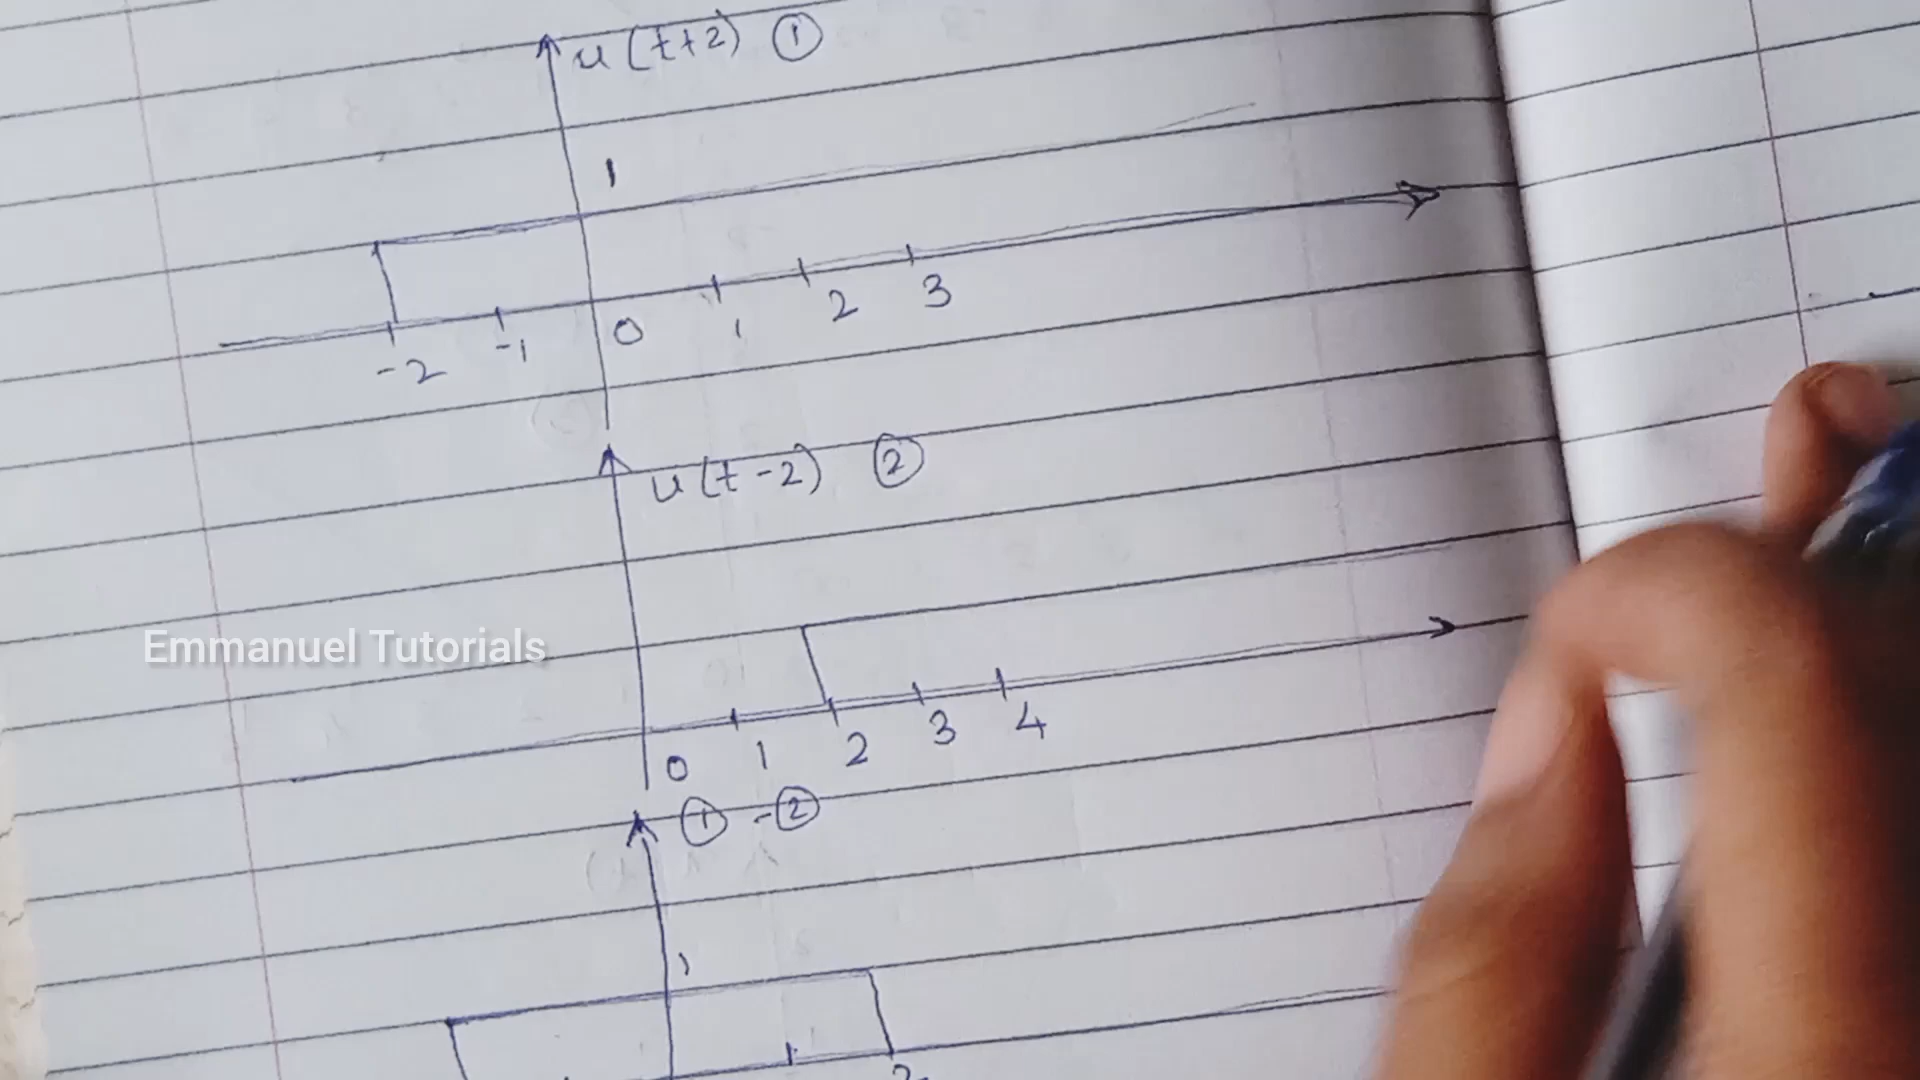 u(t+2) ①
1
-2 -1 0 1 2 3
u(t-2) ②
Emmanuel Tutorials
0 1 2 3 4
① - ②
1
2